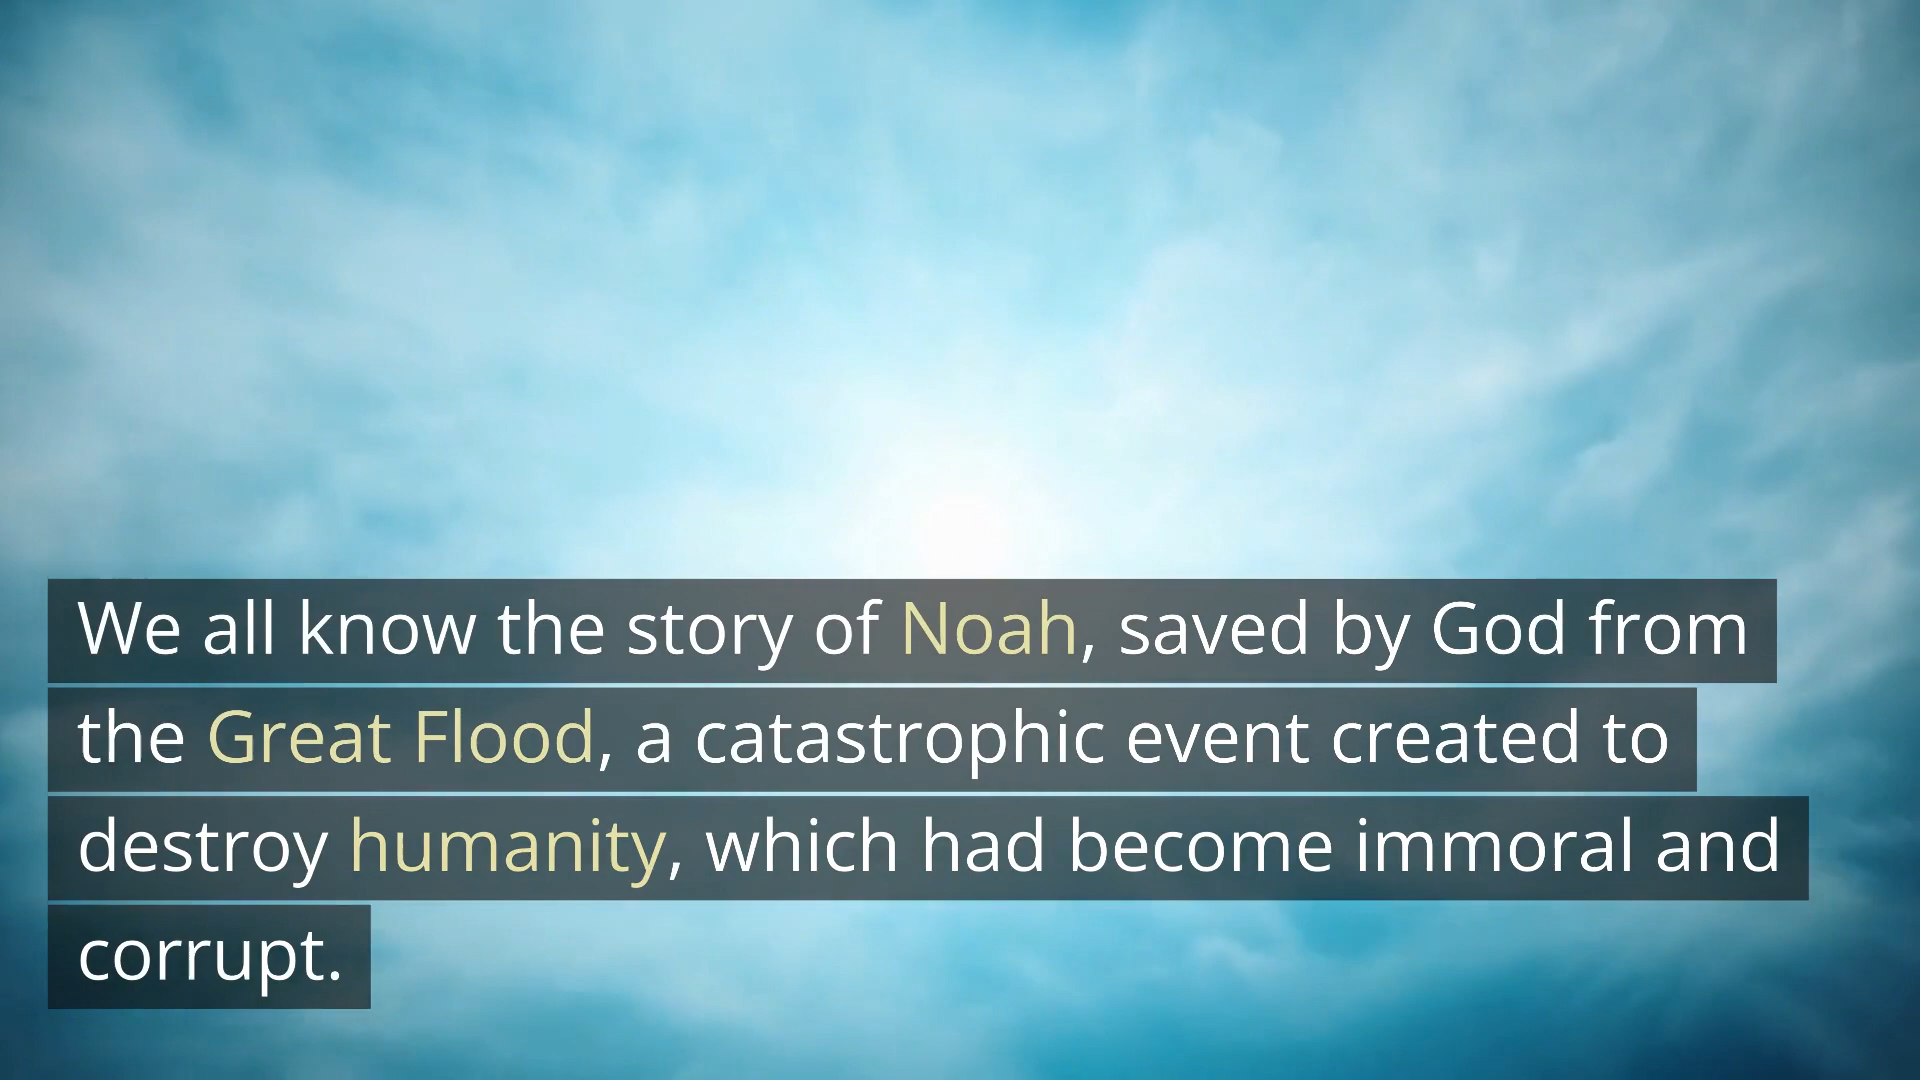 We all know the story of Noah, saved by God from
the Great Flood, a catastrophic event created to
destroy humanity, which had become immoral and
corrupt.